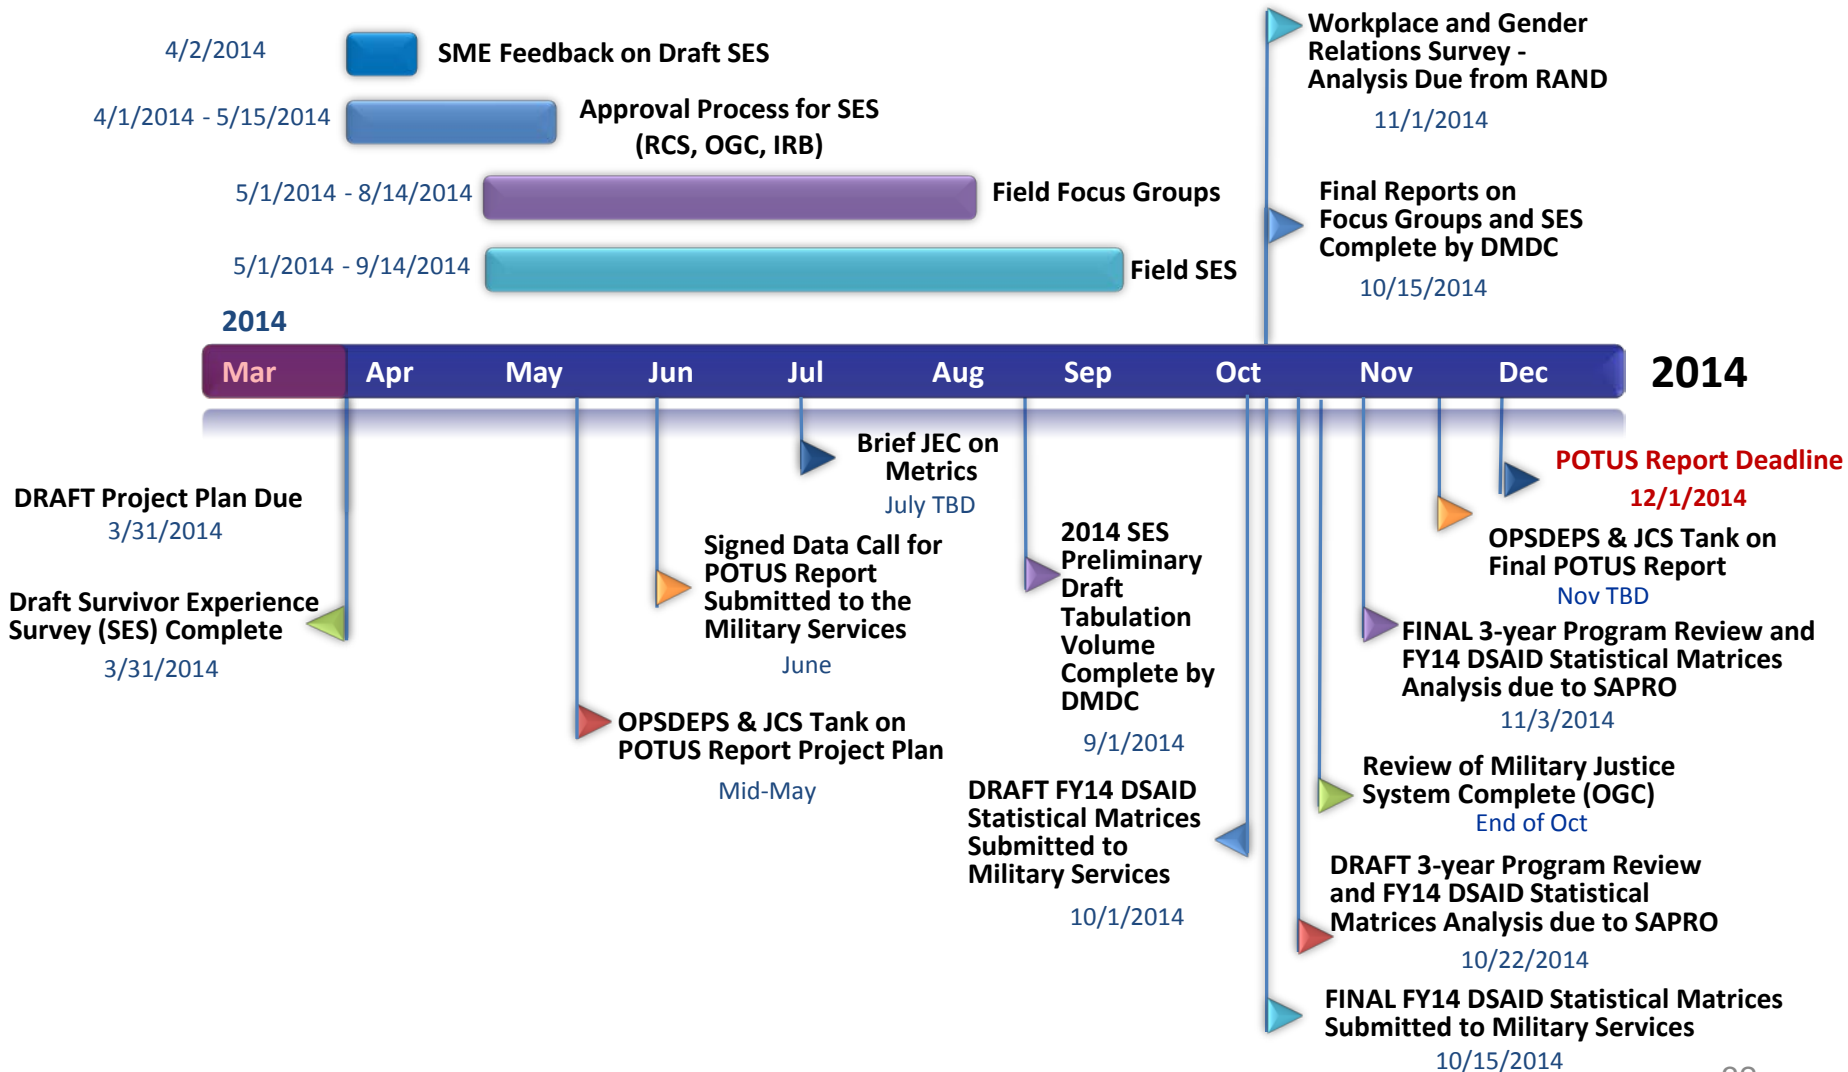 4/2/2014
SME Feedback on Draft SES
4/1/2014 - 5/15/2014
Approval Process for SES
(RCS, OGC, IRB)
5/1/2014 - 8/14/2014
Field Focus Groups
5/1/2014 - 9/14/2014
Field SES
Workplace and Gender
Relations Survey -
Analysis Due from RAND
11/1/2014
Final Reports on
Focus Groups and SES
Complete by DMDC
10/15/2014
2014
Mar Apr May Jun Jul Aug Sep Oct Nov Dec
2014
DRAFT Project Plan Due
3/31/2014
Draft Survivor Experience
Survey (SES) Complete
3/31/2014
OPSDEPS & JCS Tank on
POTUS Report Project Plan
Mid-May
Signed Data Call for
POTUS Report
Submitted to the
Military Services
June
Brief JEC on
Metrics
July TBD
2014 SES
Preliminary
Draft
Tabulation
Volume
Complete by
DMDC
9/1/2014
DRAFT FY14 DSAID
Statistical Matrices
Submitted to
Military Services
10/1/2014
POTUS Report Deadline
12/1/2014
OPSDEPS & JCS Tank on
Final POTUS Report
Nov TBD
FINAL 3-year Program Review and
FY14 DSAID Statistical Matrices
Analysis due to SAPRO
11/3/2014
Review of Military Justice
System Complete (OGC)
End of Oct
DRAFT 3-year Program Review
and FY14 DSAID Statistical
Matrices Analysis due to SAPRO
10/22/2014
FINAL FY14 DSAID Statistical Matrices
Submitted to Military Services
10/15/2014